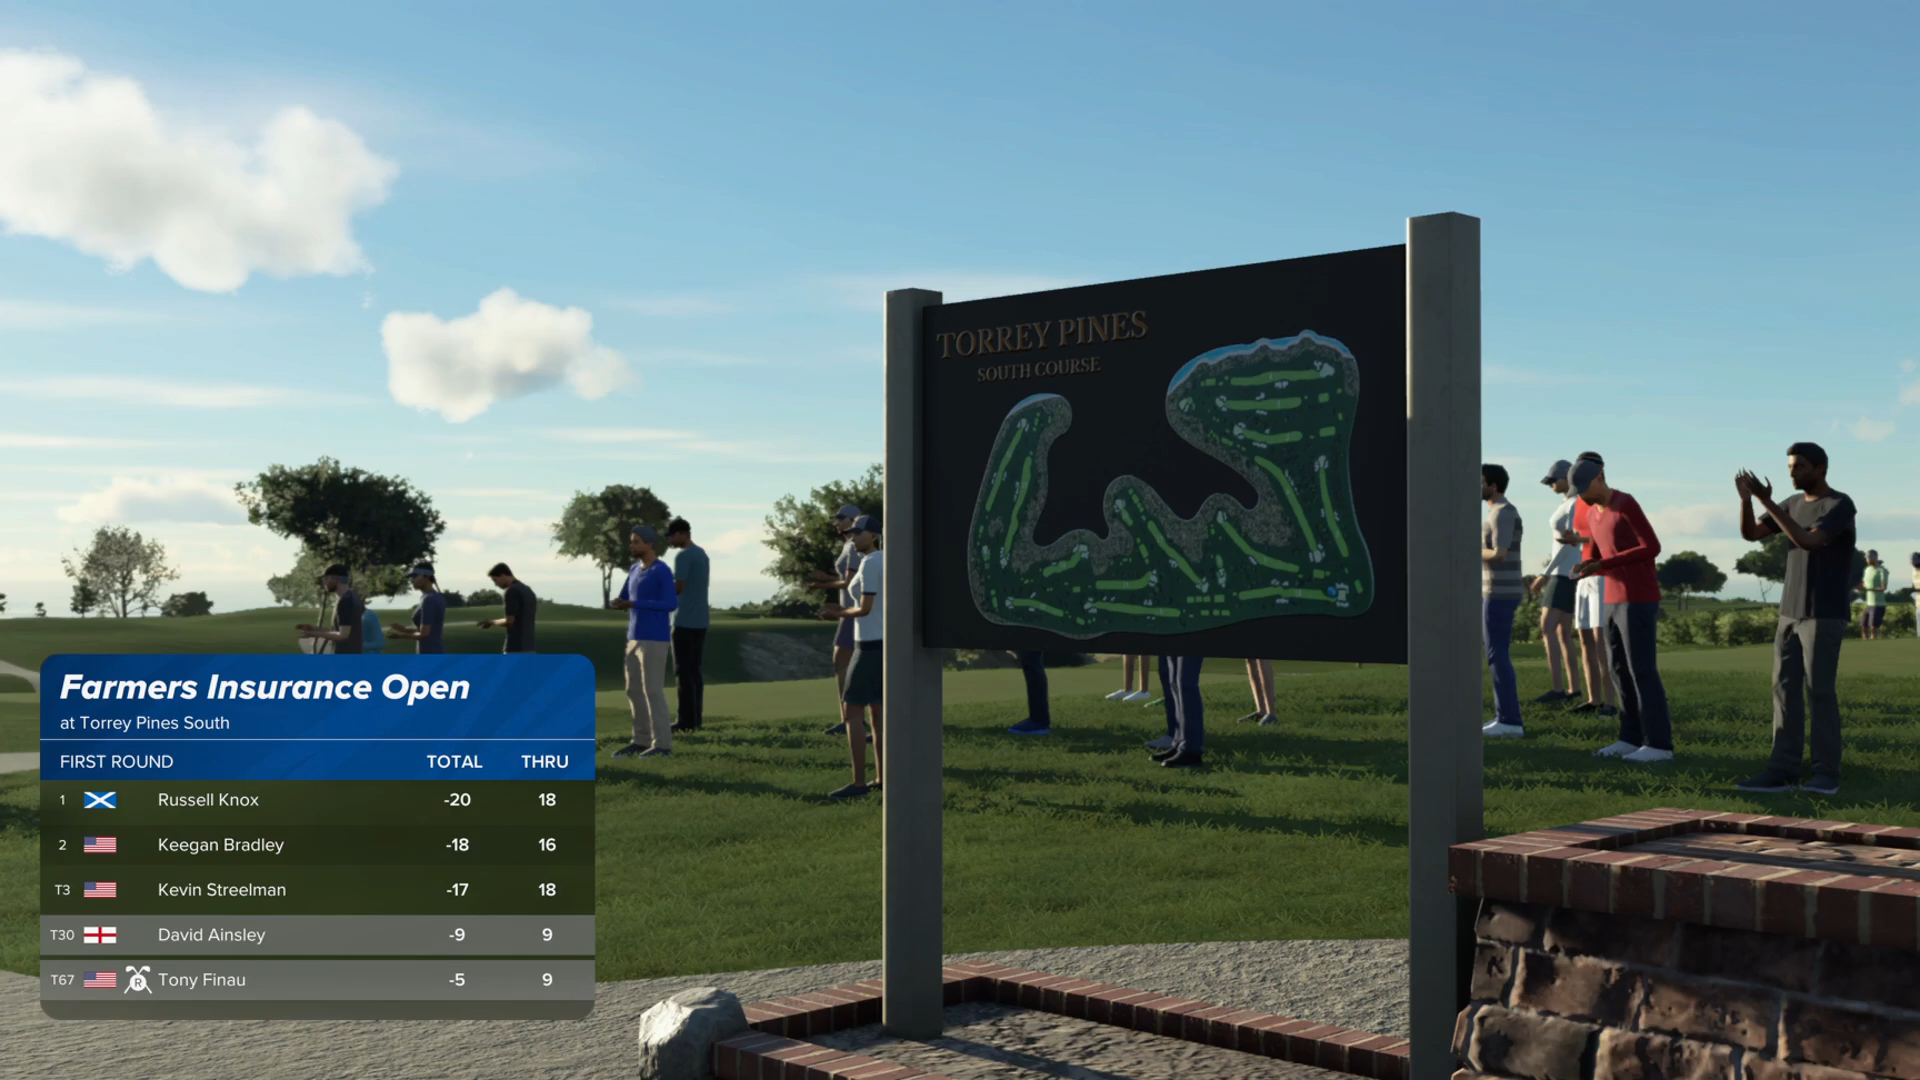 TORREY PINES
SOUTH COURSE
Farmers Insurance Open
at Torrey Pines South
FIRST ROUND TOTAL THRU
1 Russell Knox -20 18
2 Keegan Bradley -18 16
T3 Kevin Streelman -17 18
T30 David Ainsley -9 9
T67 R Tony Finau -5 9